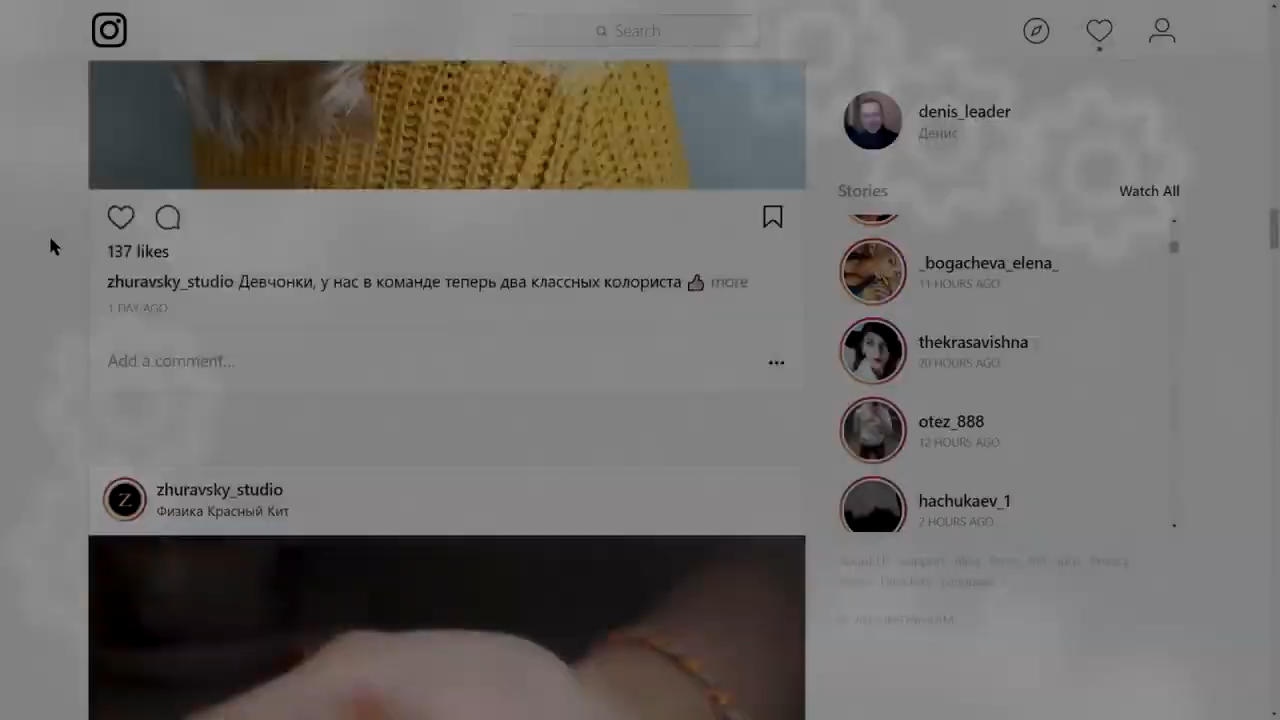 Search
denis_leader
Денис
Stories
Watch All
137 likes
_bogacheva_elena_
11 HOURS AGO
zhuravsky_studio Девчонки, у нас в команде теперь два классных колориста more
1 DAY AGO
thekrasavishna
20 HOURS AGO
Add a comment...
otez_888
12 HOURS AGO
zhuravsky_studio
Физика Красный Кит
Z
hachukaev_1
2 HOURS AGO